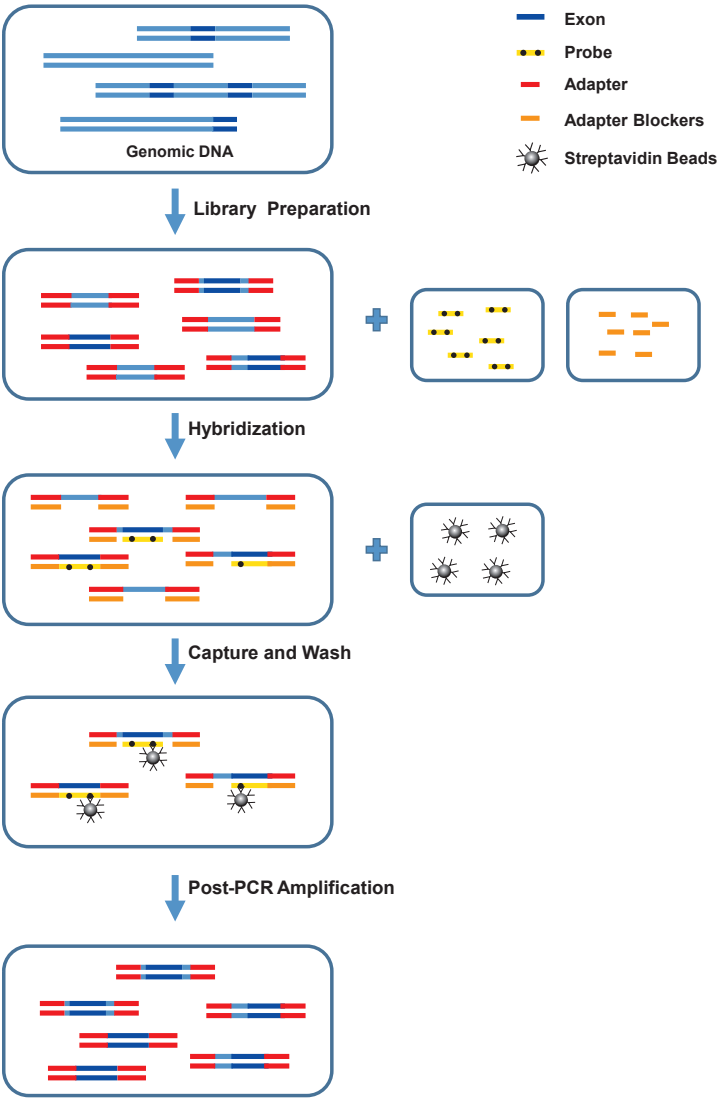 Exon
Probe
Adapter
Adapter Blockers
Streptavidin Beads
Genomic DNA
Library Preparation
Hybridization
Capture and Wash
Post-PCR Amplification